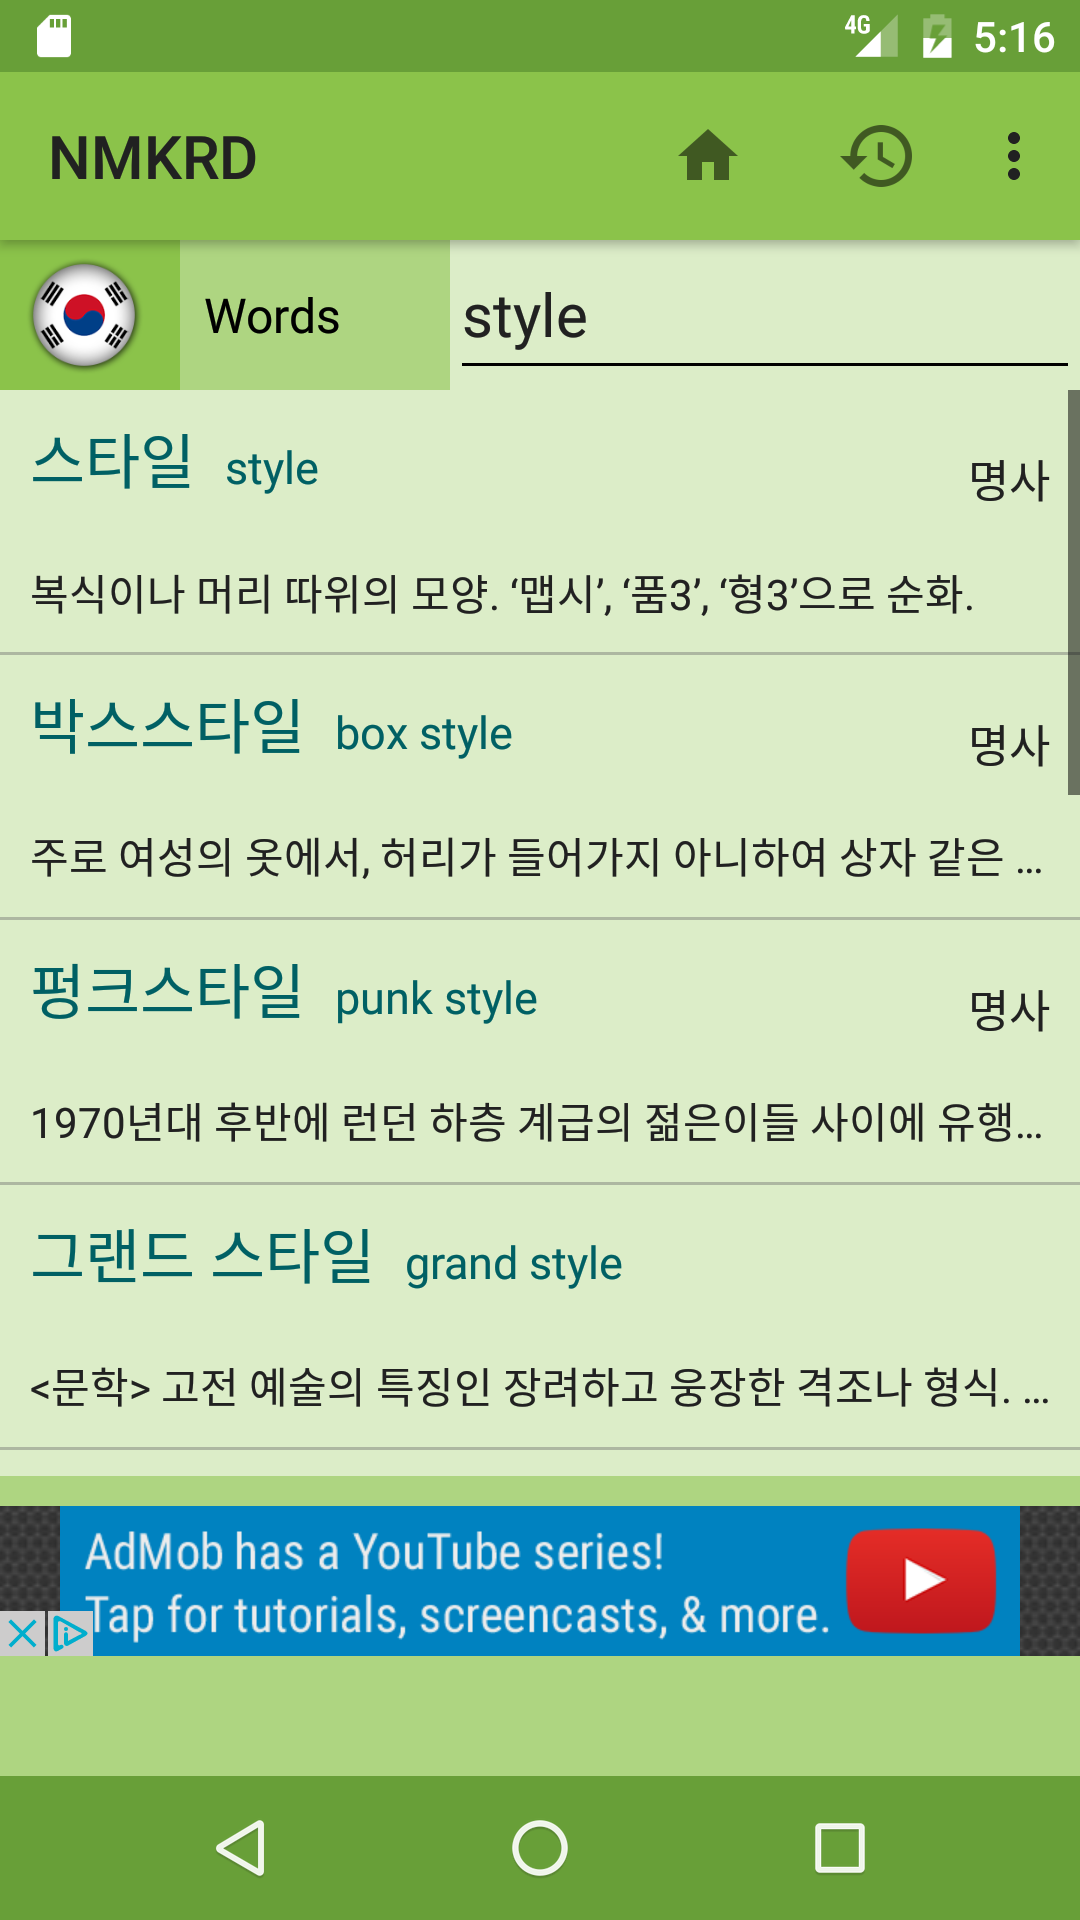 4G 5:16
NMKRD
Words style
스타일 style 명사
복식이나 머리 따위의 모양. ‘맵시’, ‘품3’, ‘형3’으로 순화.
박스스타일 box style 명사
주로 여성의 옷에서, 허리가 들어가지 아니하여 상자 같은 ...
펑크스타일 punk style 명사
1970년대 후반에 런던 하층 계급의 젊은이들 사이에 유행...
그랜드 스타일 grand style
<문학> 고전 예술의 특징인 장려하고 웅장한 격조나 형식. ...
AdMob has a YouTube series!
Tap for tutorials, screencasts, & more.